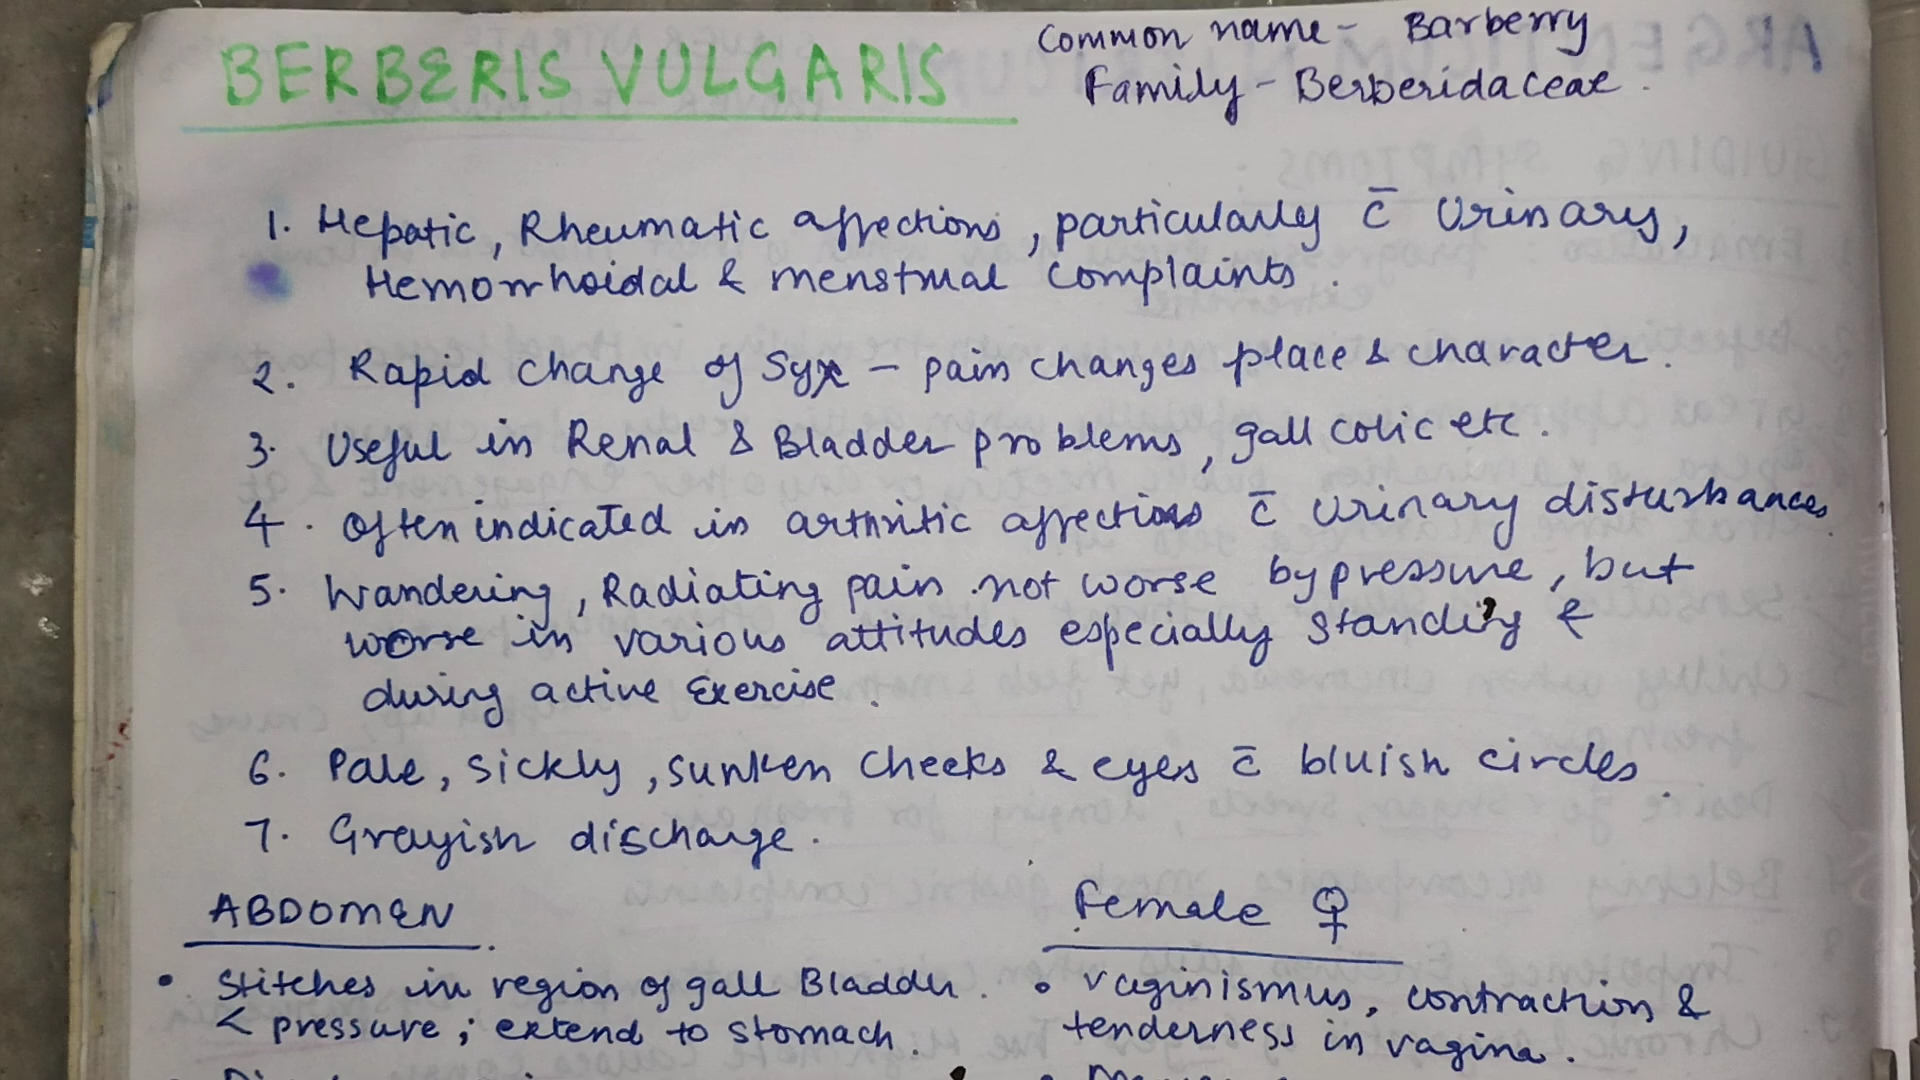 BERBERIS VULGARIS
Common name - Barberry
Family - Berberidaceae.
1. Hepatic, Rheumatic affections, particularly c̄ Urinary,
Hemorrhoidal & menstrual complaints.
2. Rapid change of Syx - pain changes place & character.
3. Useful in Renal & Bladder problems, gall colic etc.
4. Often indicated in arthritic affections c̄ urinary disturbances.
5. Wandering, Radiating pain not worse by pressure, but
worse in various attitudes especially standing &
during active Exercise.
6. Pale, sickly, sunken cheeks & eyes c̄ bluish circles.
7. Grayish discharge.
ABDOMEN
• Stitches in region of gall Bladder.
< pressure; extend to stomach.
Female ♀
• Vaginismus, contraction &
tenderness in vagina.